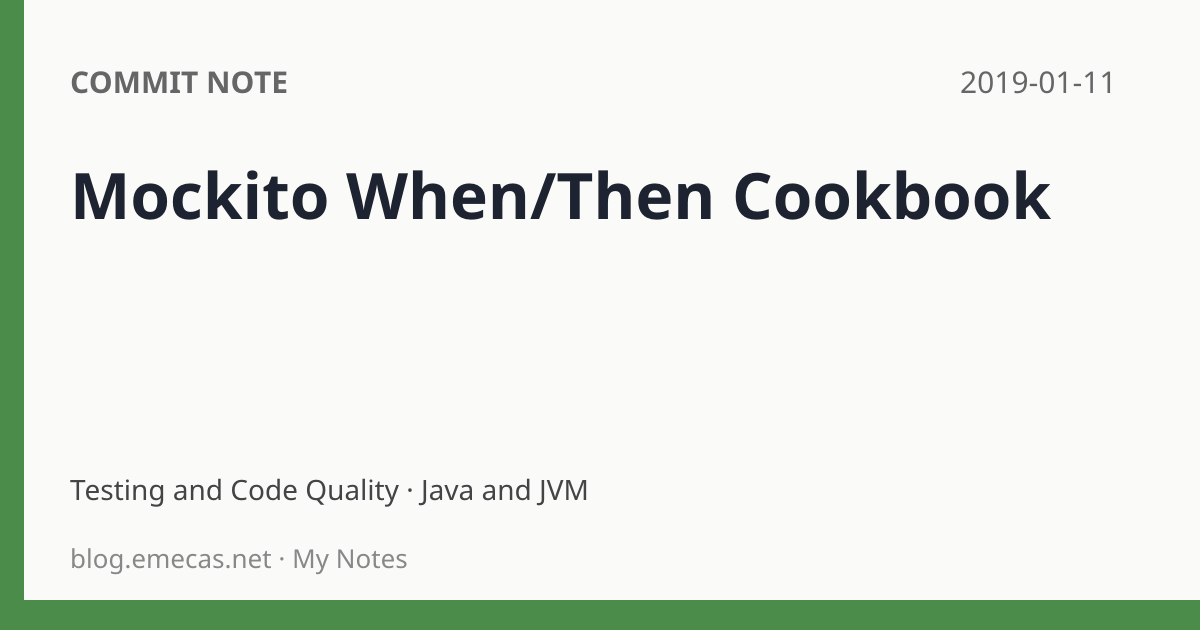 COMMIT NOTE 2019-01-11
Mockito When/Then Cookbook
Testing and Code Quality · Java and JVM
blog.emecas.net · My Notes